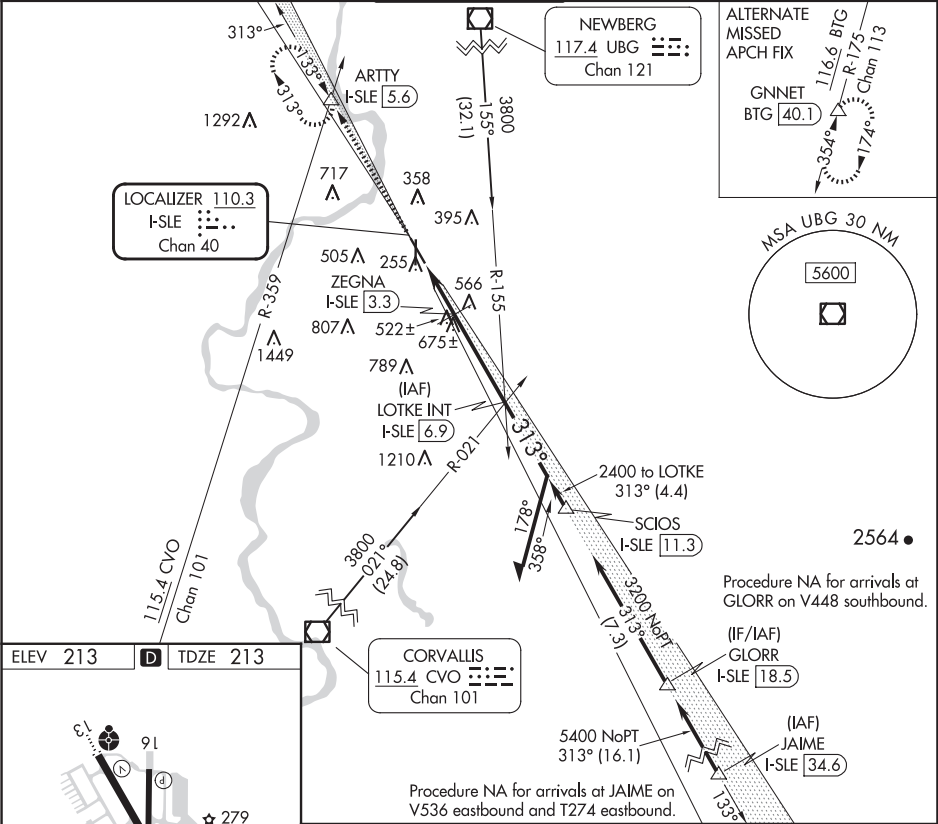 313°
133°
313°
ARTTY
I-SLE 5.6
1292
717
358
395
NEWBERG
117.4 UBG
Chan 121
3800
155°
(32.1)
R-155
ALTERNATE
MISSED
APCH FIX
116.6 BTG
R-175
Chan 113
GNNET
BTG 40.1
354°
174°
LOCALIZER 110.3
I-SLE
Chan 40
MSA UBG 30 NM
5600
R-359
505
255
ZEGNA
I-SLE 3.3
566
807
522±
675±
1449
789
(IAF)
LOTKE INT
I-SLE 6.9
1210
R-021
313°
2400 to LOTKE
313° (4.4)
178°
358°
SCIOS
I-SLE 11.3
2564
3800
021°
(24.8)
115.4 CVO
Chan 101
3200 NoPT
313°
(7.3)
Procedure NA for arrivals at
GLORR on V448 southbound.
(IF/IAF)
GLORR
I-SLE 18.5
CORVALLIS
115.4 CVO
Chan 101
5400 NoPT
313° (16.1)
(IAF)
JAIME
I-SLE 34.6
133°
Procedure NA for arrivals at JAIME on
V536 eastbound and T274 eastbound.
ELEV 213 D TDZE 213
13
16
V
P
279